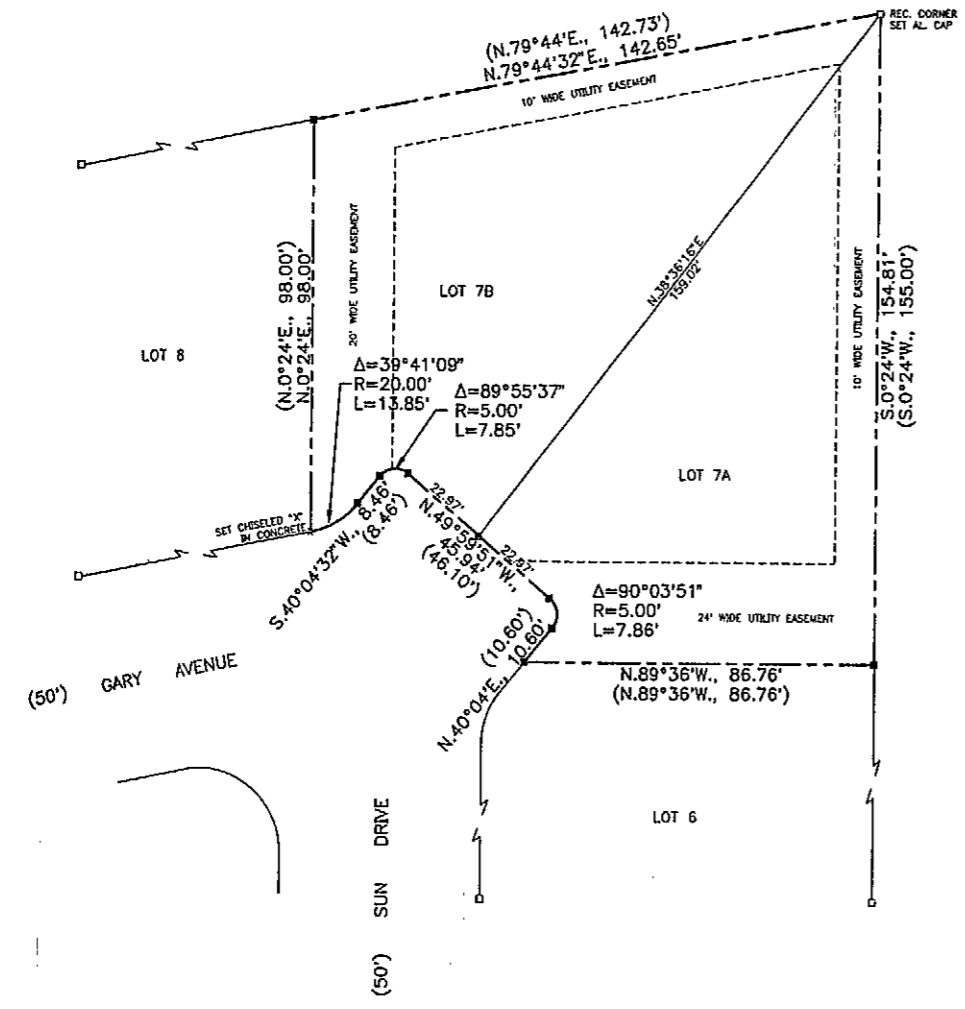 REC. CORNER
SET AL. CAP
(N.79°44'E., 142.73')
N.79°44'32"E., 142.65'
10' WIDE UTILITY EASEMENT
(N.0°24'E., 98.00')
N.0°24'E., 98.00'
20' WIDE UTILITY EASEMENT
LOT 7B
N.38°36'16"E
159.02'
10' WIDE UTILITY EASEMENT
S.0°24'W., 154.81'
(S.0°24'W., 155.00')
LOT 8
Δ=39°41'09"
R=20.00'
L=13.85'
Δ=89°55'37"
R=5.00'
L=7.85'
LOT 7A
SET CHISELED "X"
IN CONCRETE
S.40°04'32"W., 8.46'
(8.46')
22.97'
N.49°59'51"W.,
45.94'
(46.10')
22.97'
Δ=90°03'51"
R=5.00'
L=7.86'
24' WIDE UTILITY EASEMENT
(10.60')
N.40°04'E., 10.60'
N.89°36'W., 86.76'
(N.89°36'W., 86.76')
(50') GARY AVENUE
LOT 6
(50') SUN DRIVE